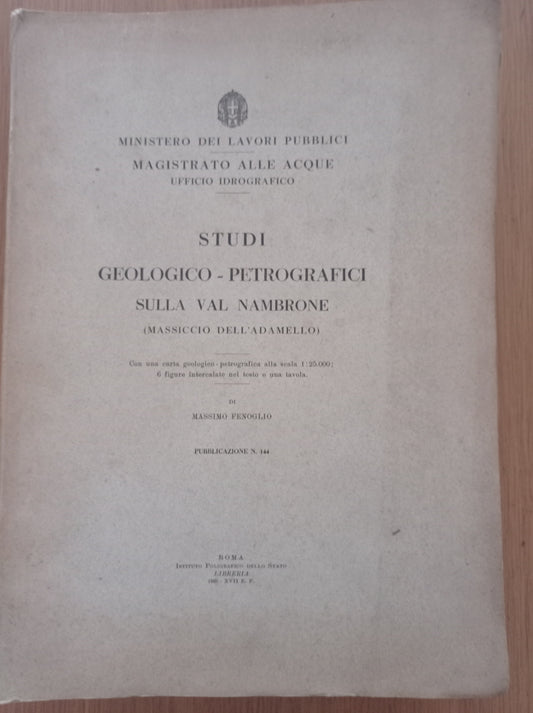 MINISTERO DEI LAVORI PUBBLICI
MAGISTRATO ALLE ACQUE
UFFICIO IDROGRAFICO
STUDI
GEOLOGICO - PETROGRAFICI
SULLA VAL NAMBRONE
(MASSICCIO DELL'ADAMELLO)
Con una carta geologico-petrografica alla scala 1:25.000;
6 figure intercalate nel testo e una tavola.
DI
MASSIMO FENOGLIO
PUBBLICAZIONE N. 144
ROMA
ISTITUTO POLIGRAFICO DELLO STATO
LIBRERIA
XVII E. F.